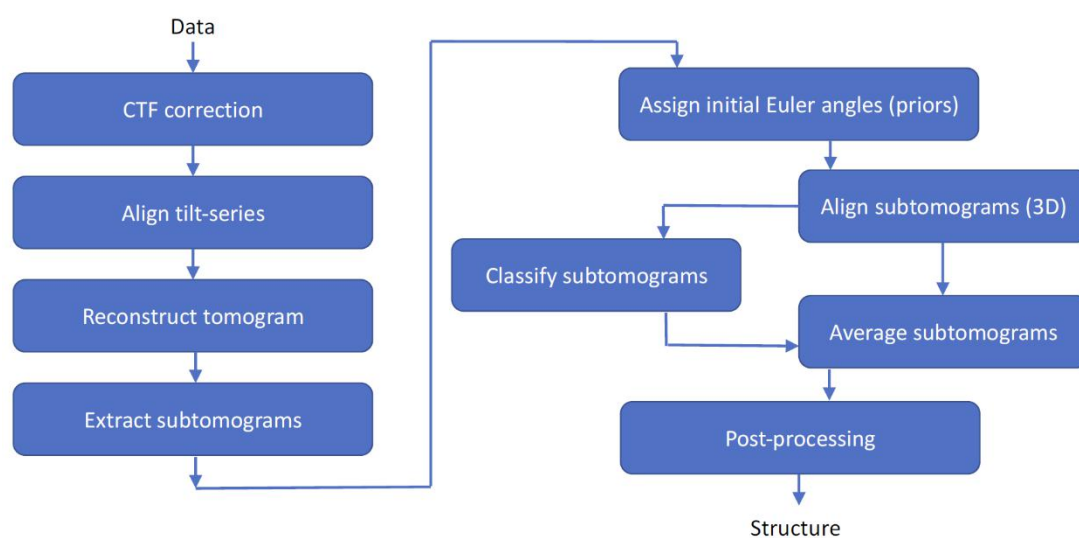 Data
CTF correction
Align tilt-series
Reconstruct tomogram
Extract subtomograms
Assign initial Euler angles (priors)
Align subtomograms (3D)
Classify subtomograms
Average subtomograms
Post-processing
Structure